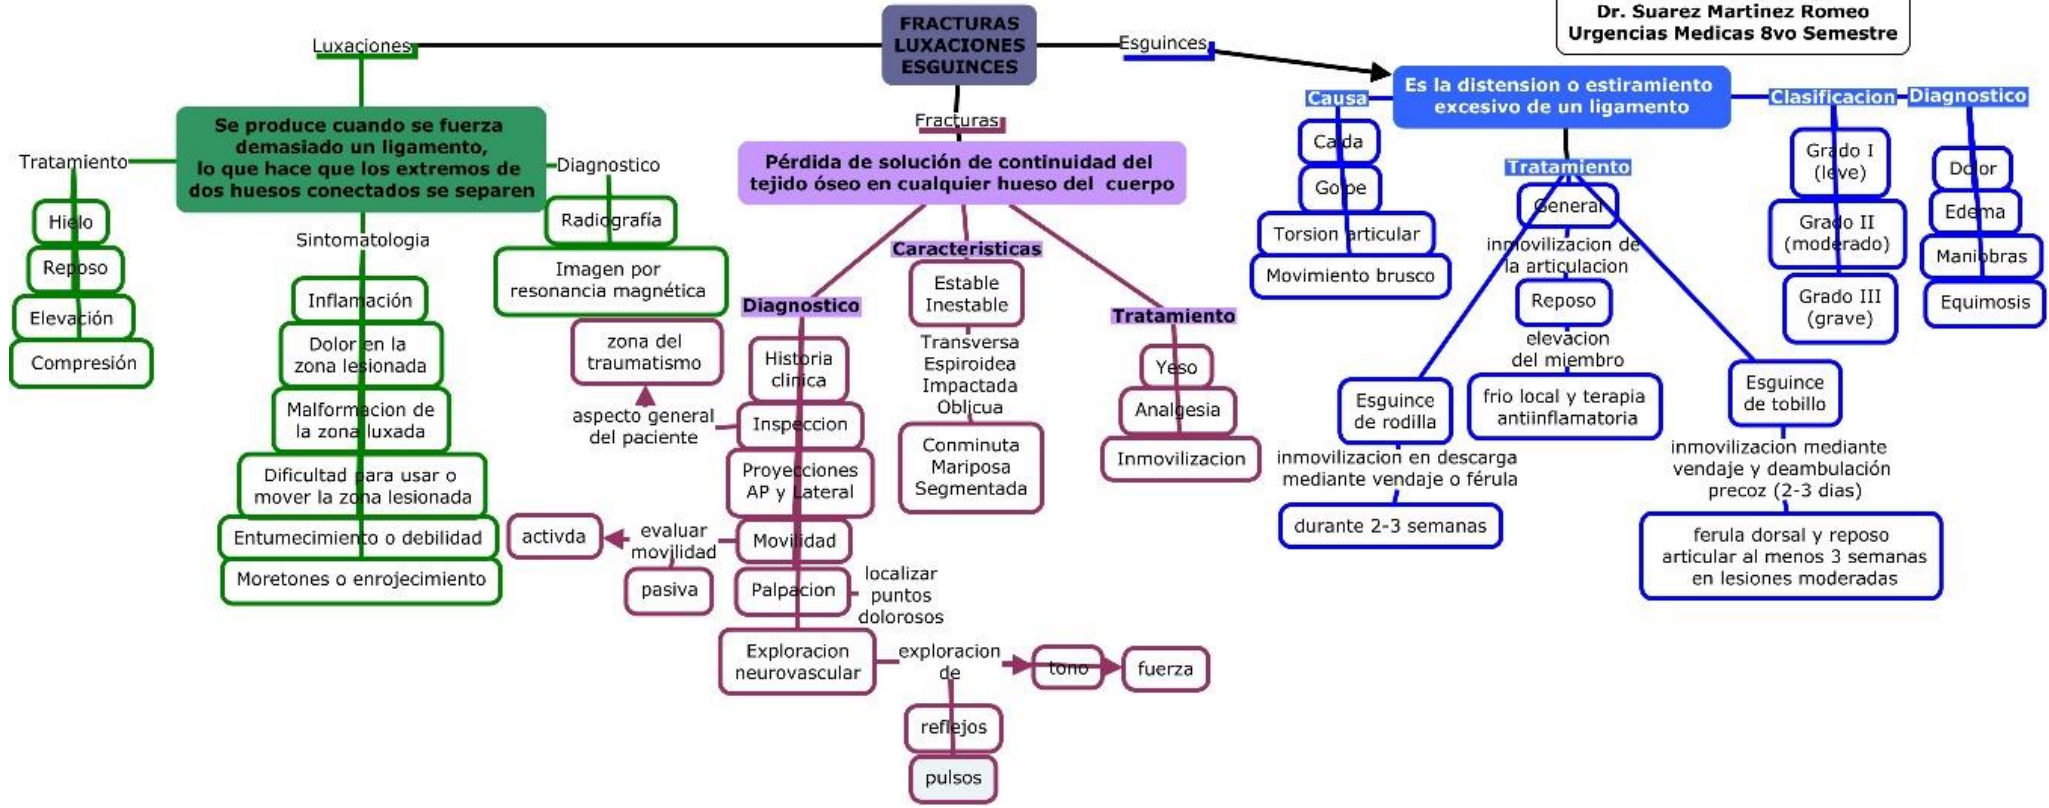 Dr. Suarez Martinez Romeo
Urgencias Medicas 8vo Semestre
FRACTURAS
LUXACIONES
ESGUINCES
Luxaciones
Se produce cuando se fuerza
demasiado un ligamento,
lo que hace que los extremos de
dos huesos conectados se separen
Tratamiento
Hielo
Reposo
Elevación
Compresión
Sintomatologia
Inflamación
Dolor en la
zona lesionada
Malformacion de
la zona luxada
Dificultad para usar o
mover la zona lesionada
Entumecimiento o debilidad
Moretones o enrojecimiento
Diagnostico
Radiografía
Imagen por
resonancia magnética
Fracturas
Pérdida de solución de continuidad del
tejido óseo en cualquier hueso del cuerpo
Diagnostico
Historia
clinica
Inspeccion
aspecto general
del paciente
zona del
traumatismo
Proyecciones
AP y Lateral
Movilidad
evaluar
movilidad
activda
pasiva
Palpacion
localizar
puntos
dolorosos
Exploracion
neurovascular
exploracion
de
tono
fuerza
reflejos
pulsos
Caracteristicas
Estable
Inestable
Transversa
Espiroidea
Impactada
Oblicua
Conminuta
Mariposa
Segmentada
Tratamiento
Yeso
Analgesia
Inmovilizacion
Esguinces
Es la distension o estiramiento
excesivo de un ligamento
Causa
Caida
Golpe
Torsion articular
Movimiento brusco
Tratamiento
General
inmovilizacion de
la articulacion
Reposo
elevacion
del miembro
frio local y terapia
antiinflamatoria
Esguince
de rodilla
inmovilizacion en descarga
mediante vendaje o férula
durante 2-3 semanas
Esguince
de tobillo
inmovilizacion mediante
vendaje y deambulación
precoz (2-3 dias)
ferula dorsal y reposo
articular al menos 3 semanas
en lesiones moderadas
Clasificacion
Grado I
(leve)
Grado II
(moderado)
Grado III
(grave)
Diagnostico
Dolor
Edema
Maniobras
Equimosis